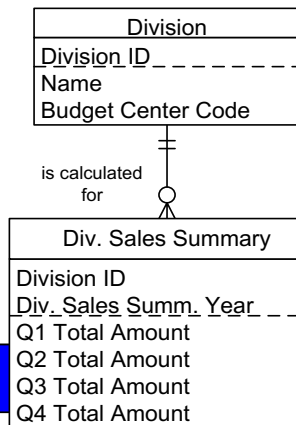 Division
Division ID
Name
Budget Center Code
is calculated
for
Div. Sales Summary
Division ID
Div. Sales Summ. Year
Q1 Total Amount
Q2 Total Amount
Q3 Total Amount
Q4 Total Amount